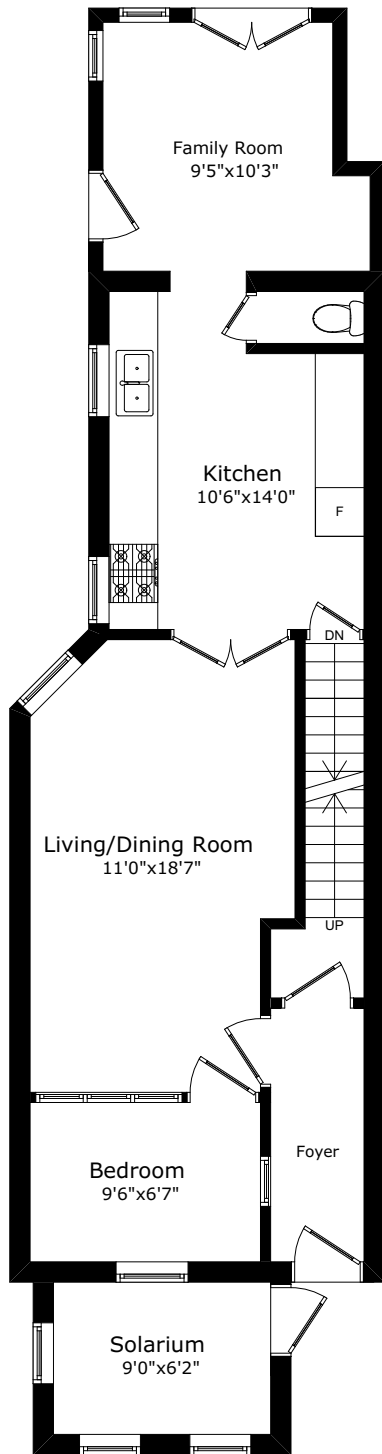 Family Room
9'5"x10'3"
Kitchen
10'6"x14'0"
F
DN
Living/Dining Room
11'0"x18'7"
UP
Foyer
Bedroom
9'6"x6'7"
Solarium
9'0"x6'2"